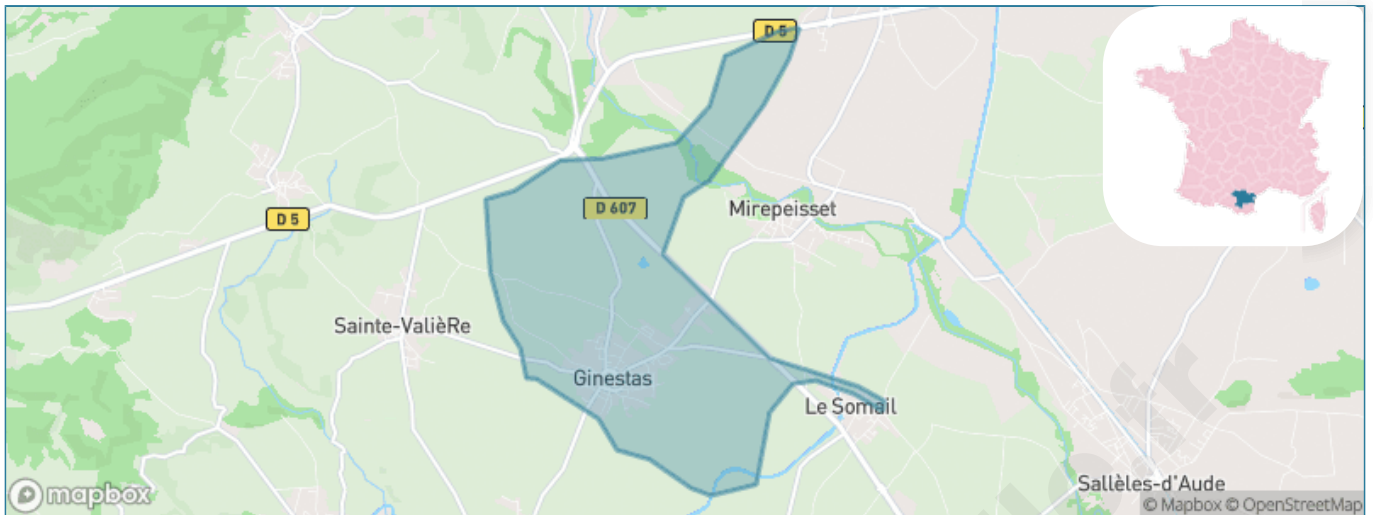 D 5
D 607
Mirepeisset
D 5
Sainte-ValièRe
Ginestas
Le Somail
Sallèles-d'Aude
mapbox
© Mapbox © OpenStreetMap